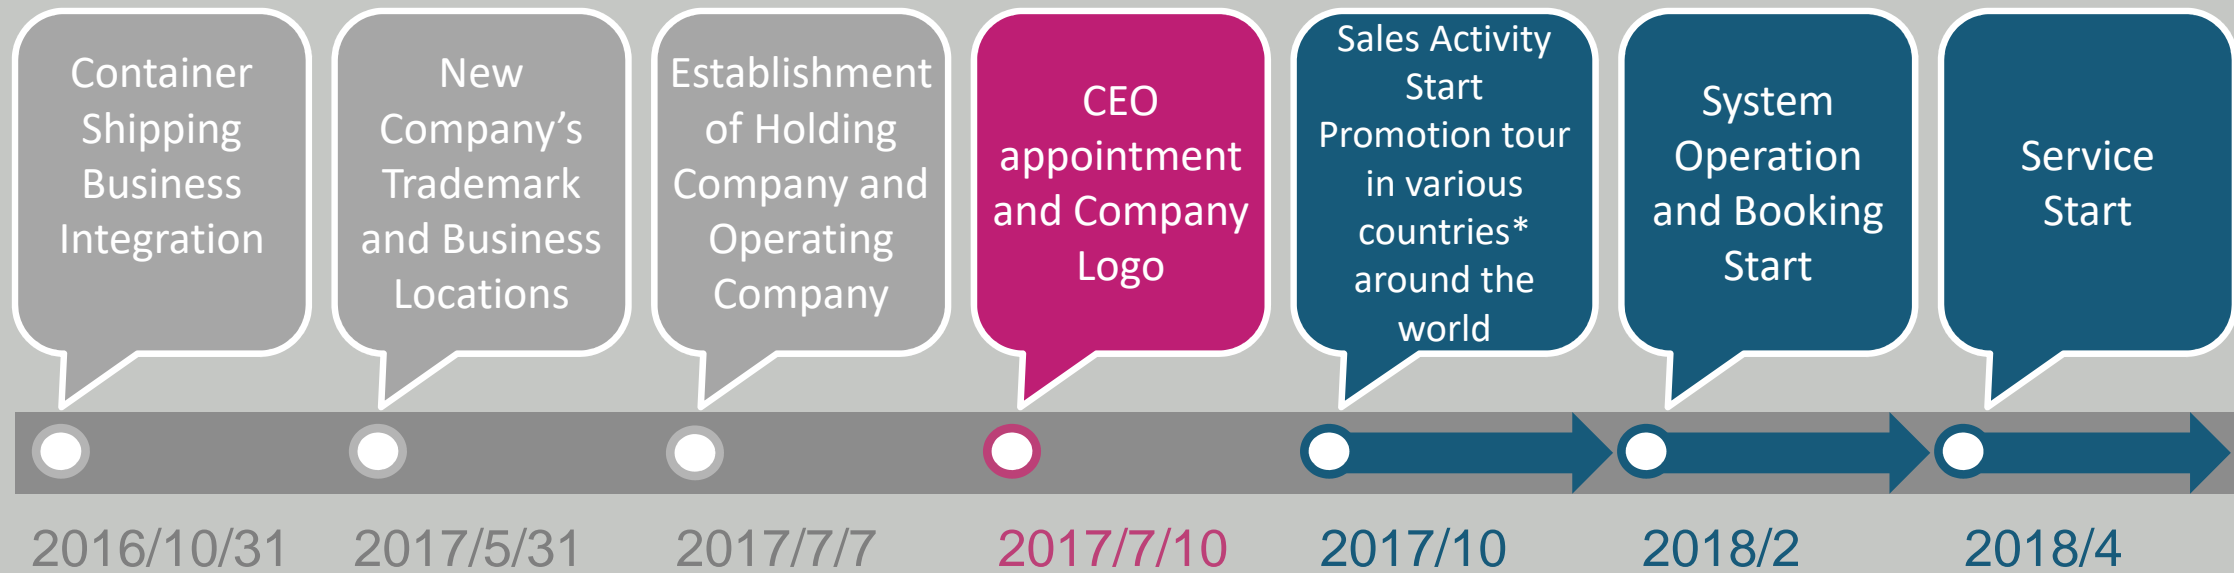 Container
Shipping
Business
Integration
New
Company’s
Trademark
and Business
Locations
Establishment
of Holding
Company and
Operating
Company
CEO
appointment
and Company
Logo
Sales Activity
Start
Promotion tour
in various
countries*
around the
world
System
Operation
and Booking
Start
Service
Start
2016/10/31
2017/5/31
2017/7/7
2017/7/10
2017/10
2018/2
2018/4